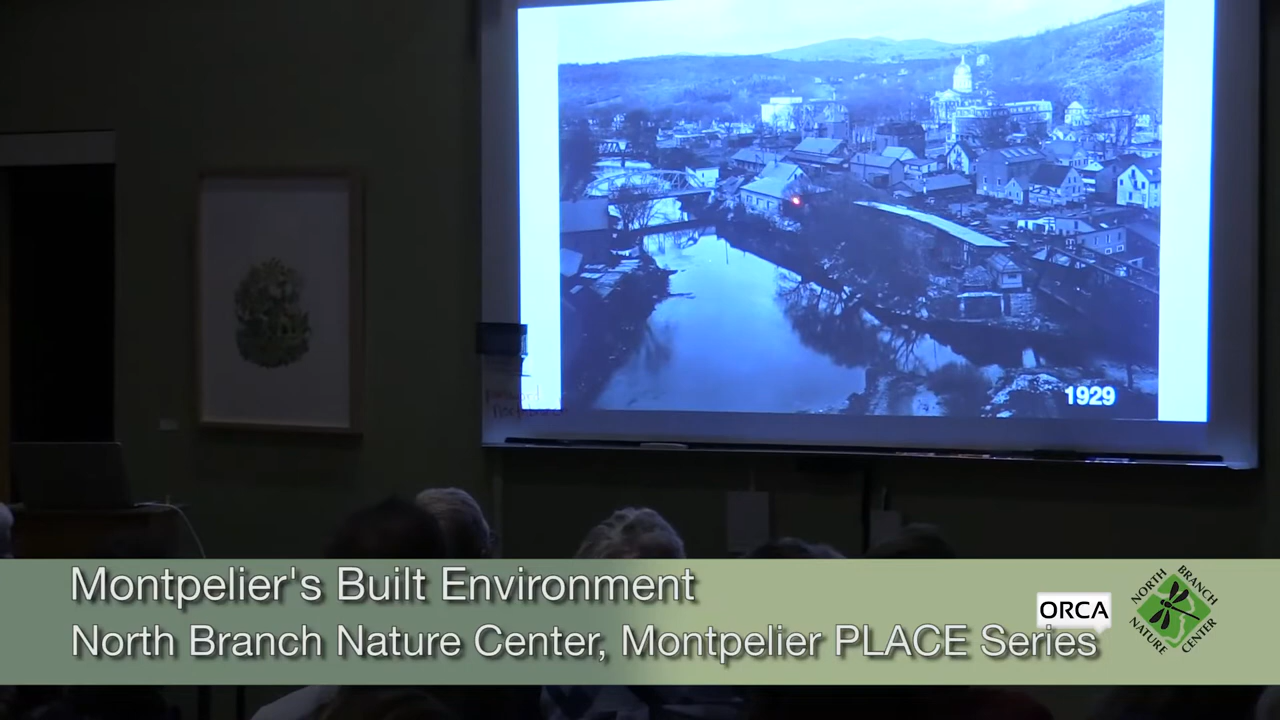 1929
Montpelier's Built Environment
North Branch Nature Center, Montpelier PLACE Series
ORCA
NORTH BRANCH
NATURE CENTER